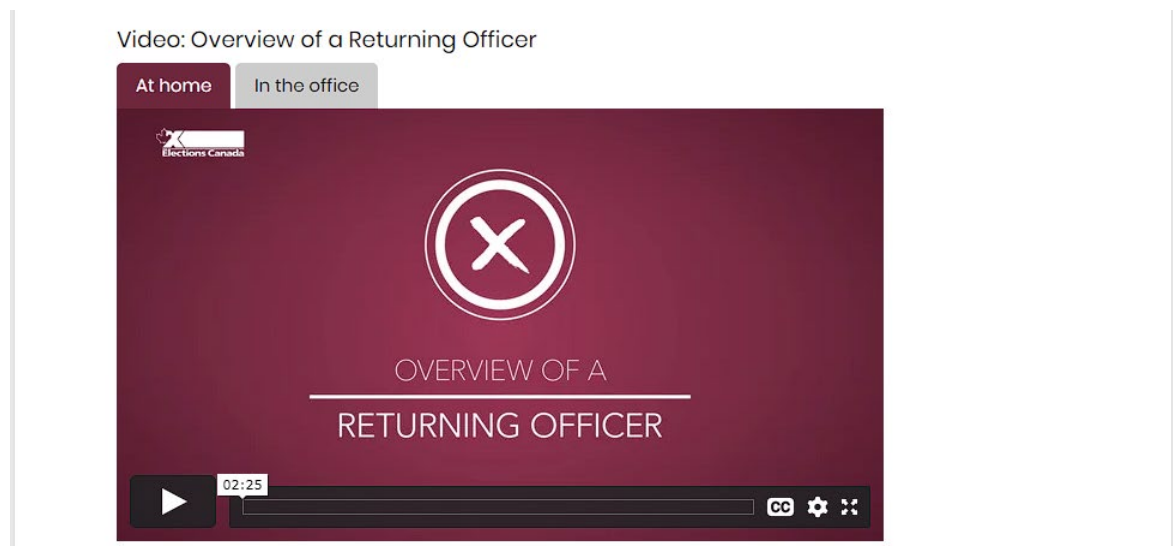 Video: Overview of a Returning Officer
At home
In the office
Elections Canada
OVERVIEW OF A
RETURNING OFFICER
02:25
CC